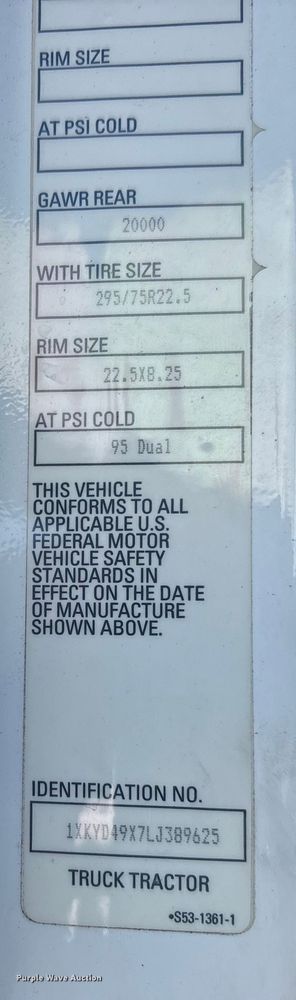 RIM SIZE
AT PSI COLD
GAWR REAR
20000
WITH TIRE SIZE
295/75R22.5
RIM SIZE
22.5X8.25
AT PSI COLD
95 Dual
THIS VEHICLE
CONFORMS TO ALL
APPLICABLE U.S.
FEDERAL MOTOR
VEHICLE SAFETY
STANDARDS IN
EFFECT ON THE DATE
OF MANUFACTURE
SHOWN ABOVE.
IDENTIFICATION NO.
1XKYD49X7LJ389625
TRUCK TRACTOR
•S53-1361-1
Purple Wave Auction